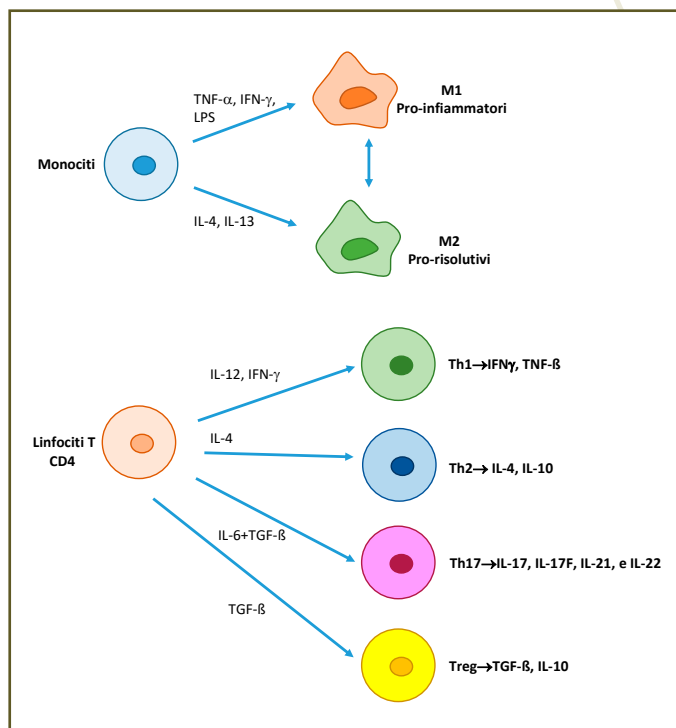 TNF-α, IFN-γ,
LPS
M1
Pro-infiammatori
Monociti
IL-4, IL-13
M2
Pro-risolutivi
IL-12, IFN-γ
Th1→IFNγ, TNF-ß
Linfociti T
CD4
IL-4
Th2→ IL-4, IL-10
IL-6+TGF-ß
Th17→IL-17, IL-17F, IL-21, e IL-22
TGF-ß
Treg→TGF-ß, IL-10